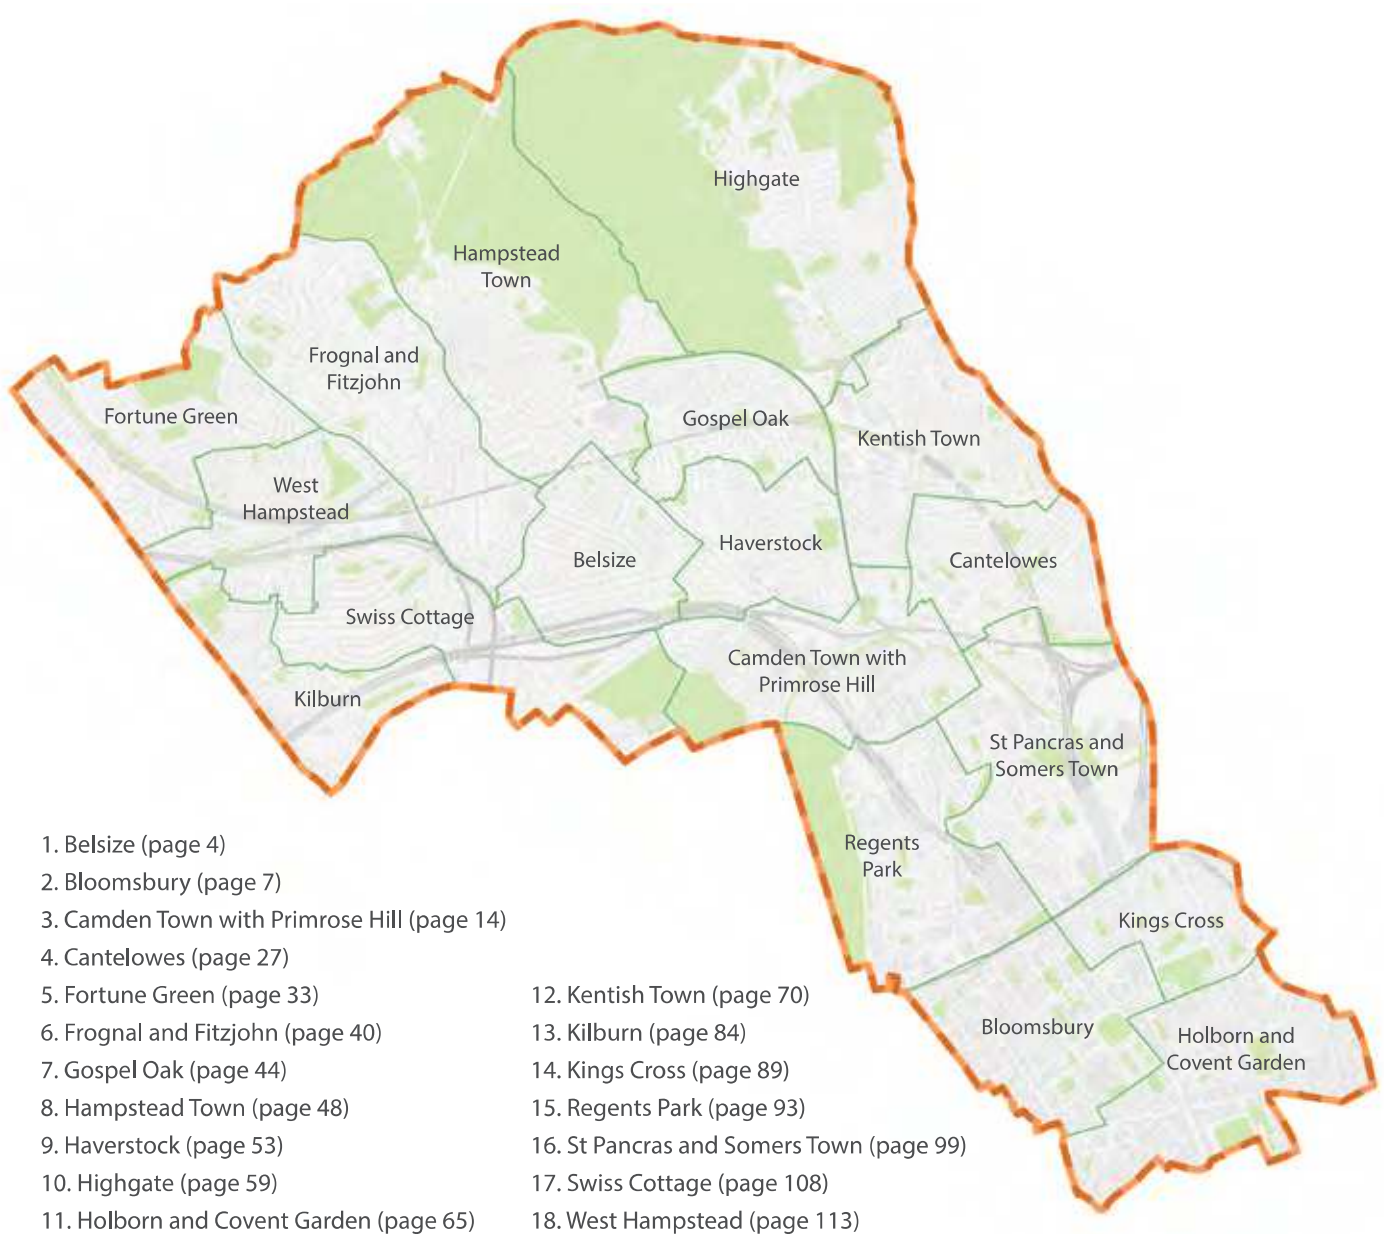 Highgate
Hampstead
Town
Frognal and
Fitzjohn
Fortune Green
Gospel Oak
Kentish Town
West
Hampstead
Haverstock
Belsize
Cantelowes
Swiss Cottage
Camden Town with
Primrose Hill
Kilburn
St Pancras and
Somers Town
Regents
Park
Kings Cross
Bloomsbury
Holborn and
Covent Garden
1. Belsize (page 4)
2. Bloomsbury (page 7)
3. Camden Town with Primrose Hill (page 14)
4. Cantelowes (page 27)
5. Fortune Green (page 33)
6. Frognal and Fitzjohn (page 40)
7. Gospel Oak (page 44)
8. Hampstead Town (page 48)
9. Haverstock (page 53)
10. Highgate (page 59)
11. Holborn and Covent Garden (page 65)
12. Kentish Town (page 70)
13. Kilburn (page 84)
14. Kings Cross (page 89)
15. Regents Park (page 93)
16. St Pancras and Somers Town (page 99)
17. Swiss Cottage (page 108)
18. West Hampstead (page 113)